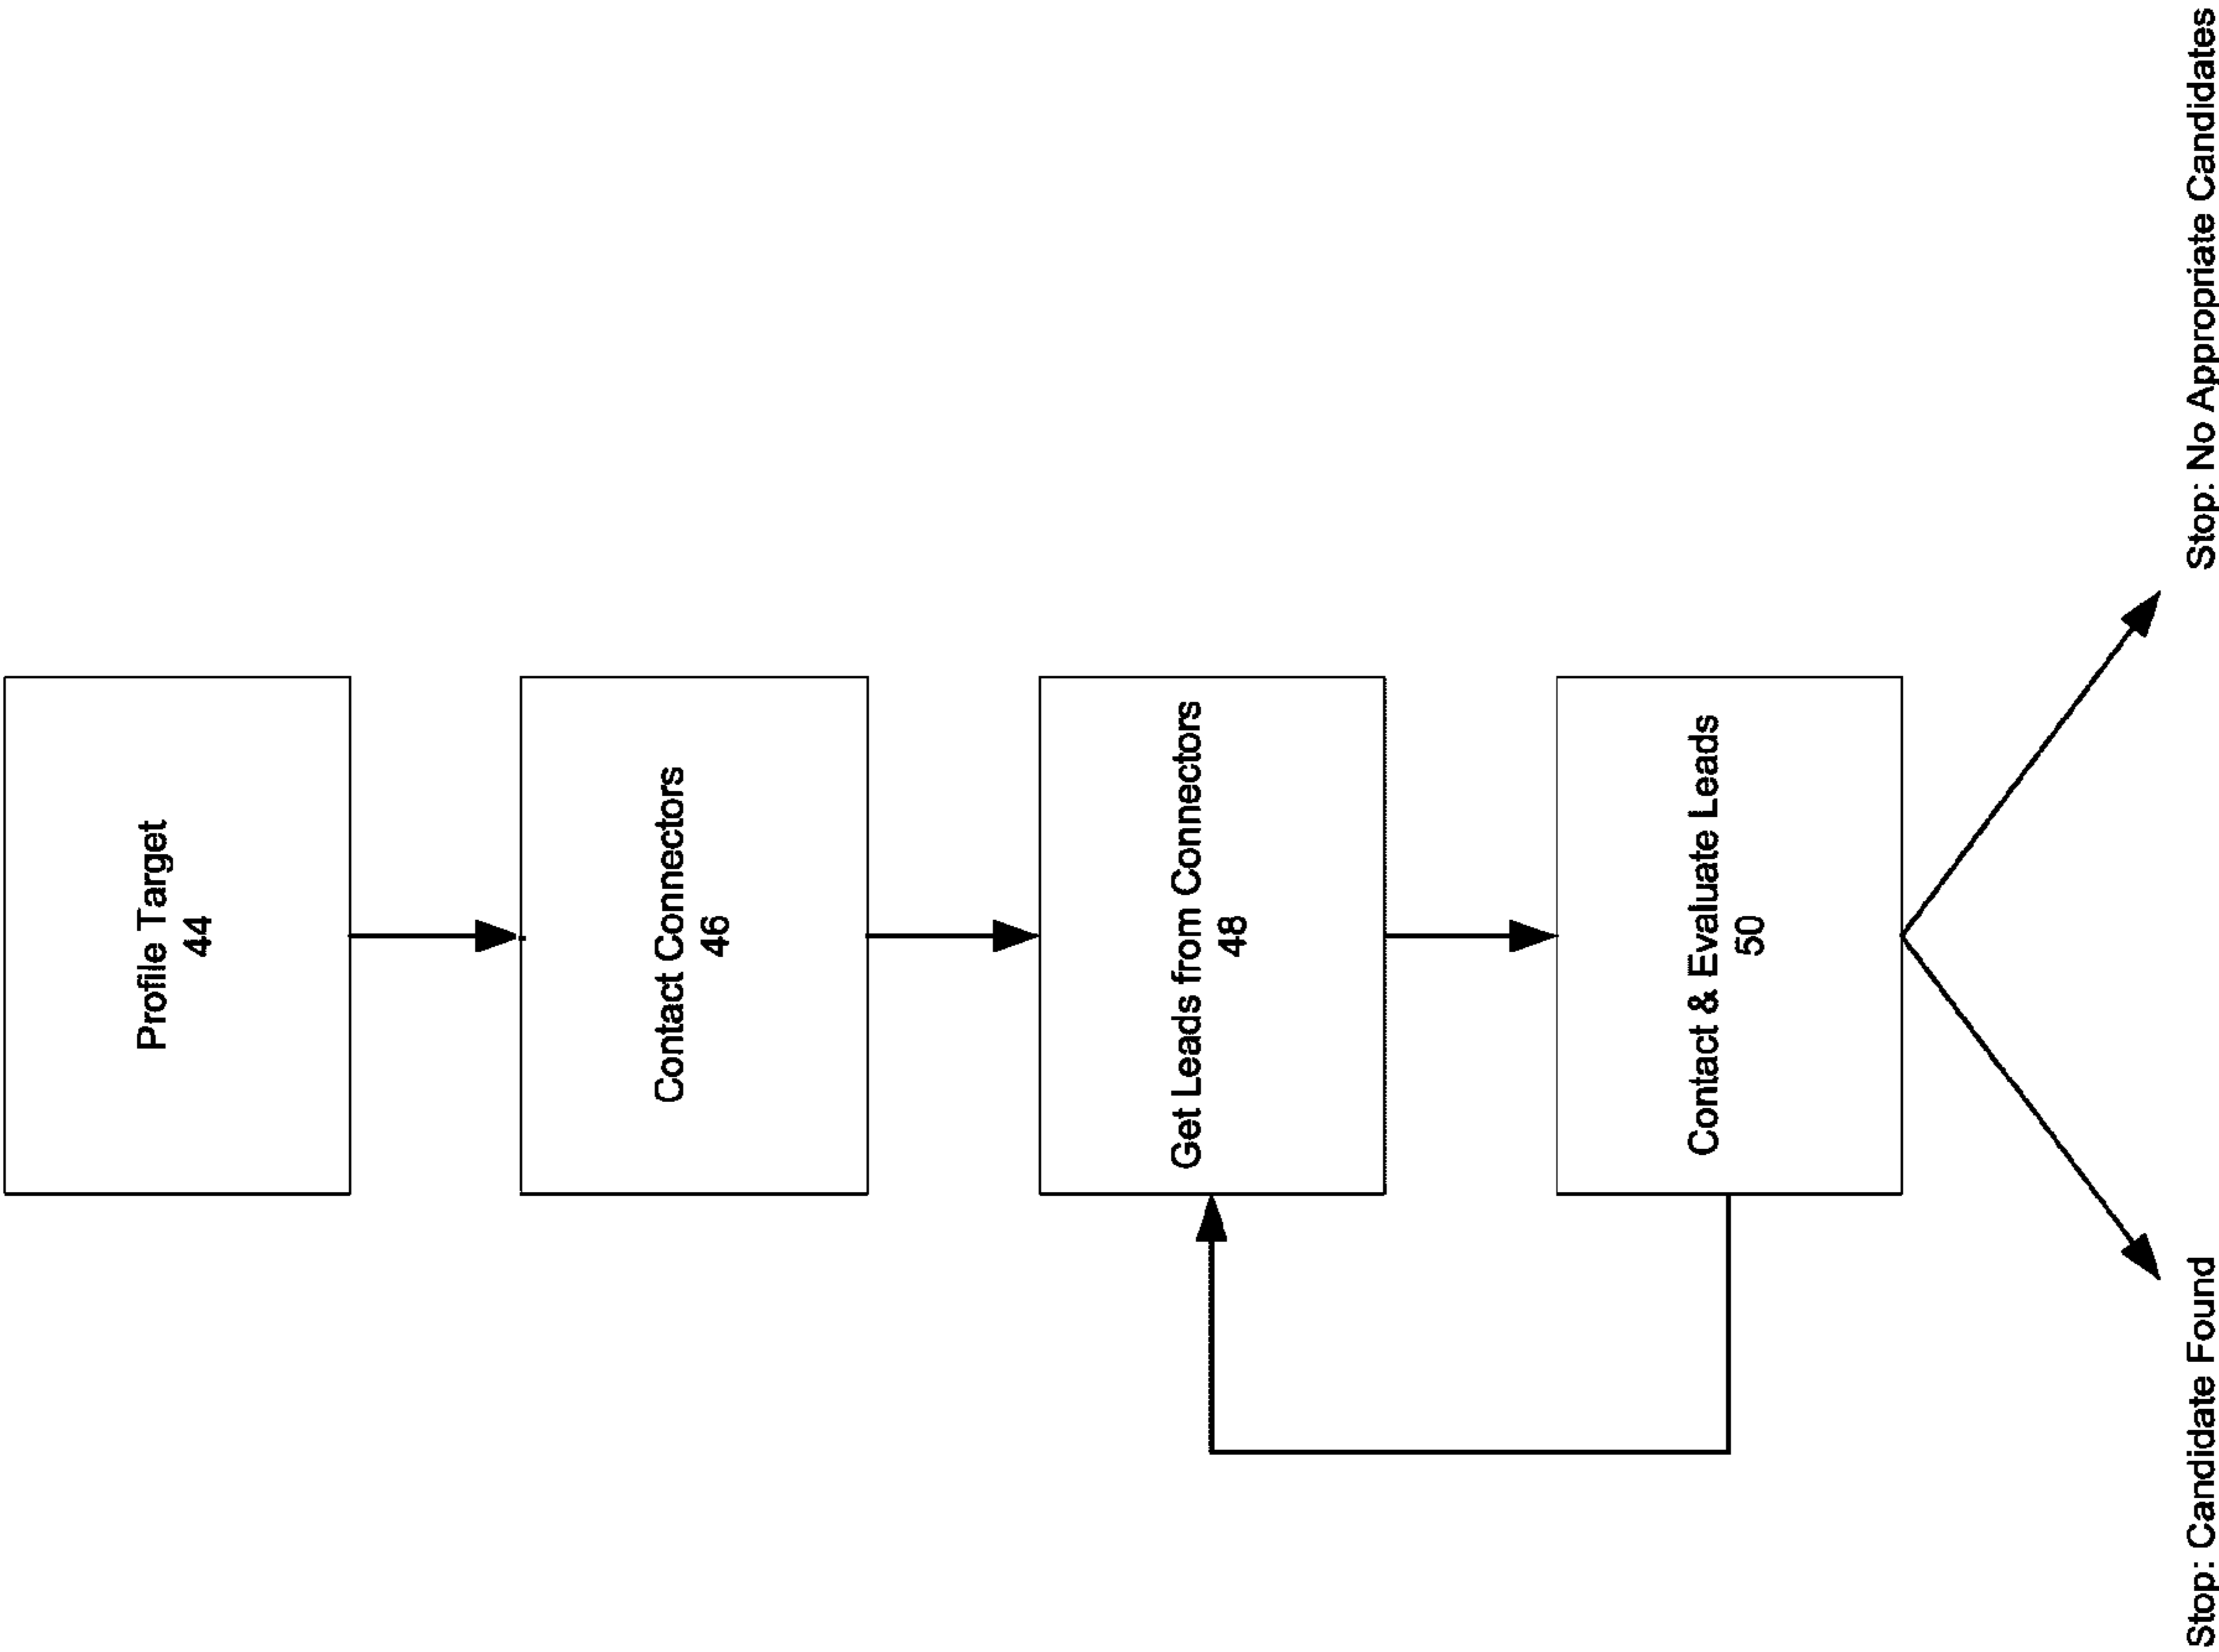 Profile Target
44
Contact Connectors
46
Get Leads from Connectors
48
Contact & Evaluate Leads
50
Stop: Candidate Found
Stop: No Appropriate Candidates